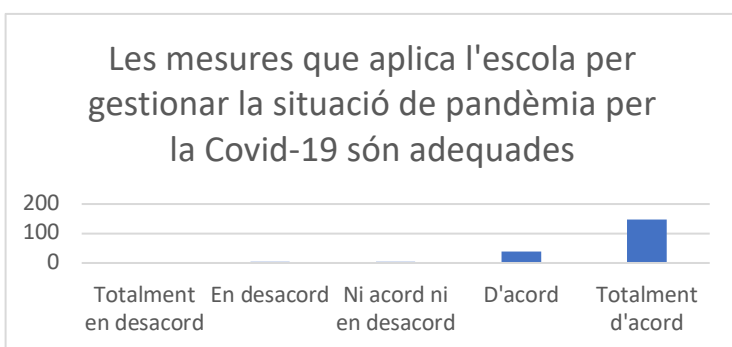 Les mesures que aplica l'escola per
gestionar la situació de pandèmia per
la Covid-19 són adequades
200
100
0
Totalment
en desacord
En desacord
Ni acord ni
en desacord
D'acord
Totalment
d'acord